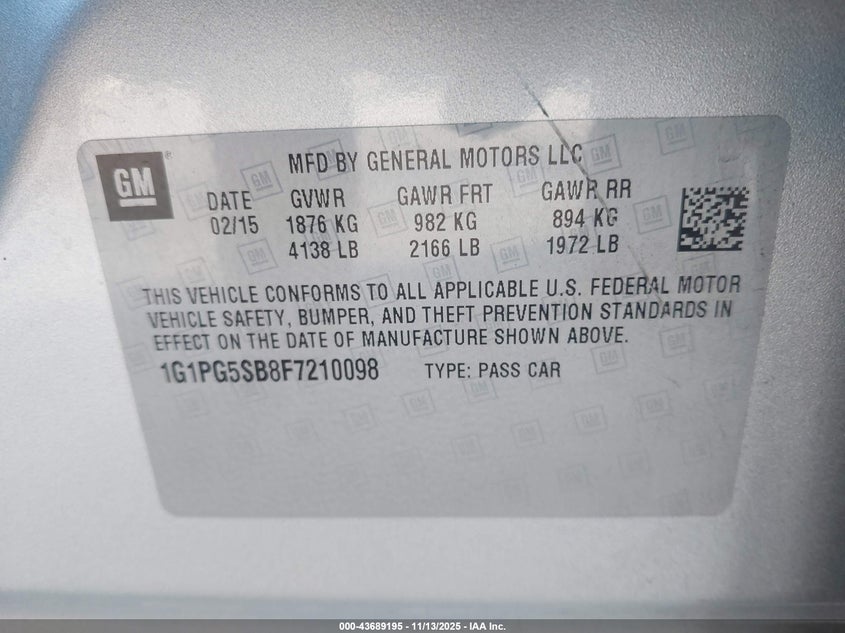 GM
MFD BY GENERAL MOTORS LLC
DATE GVWR GAWR FRT GAWR RR
02/15 1876 KG 982 KG 894 KG
4138 LB 2166 LB 1972 LB
THIS VEHICLE CONFORMS TO ALL APPLICABLE U.S. FEDERAL MOTOR
VEHICLE SAFETY, BUMPER, AND THEFT PREVENTION STANDARDS IN
EFFECT ON THE DATE OF MANUFACTURE SHOWN ABOVE.
1G1PG5SB8F7210098 TYPE: PASS CAR
000-43689195 - 11/13/2025 - IAA Inc.